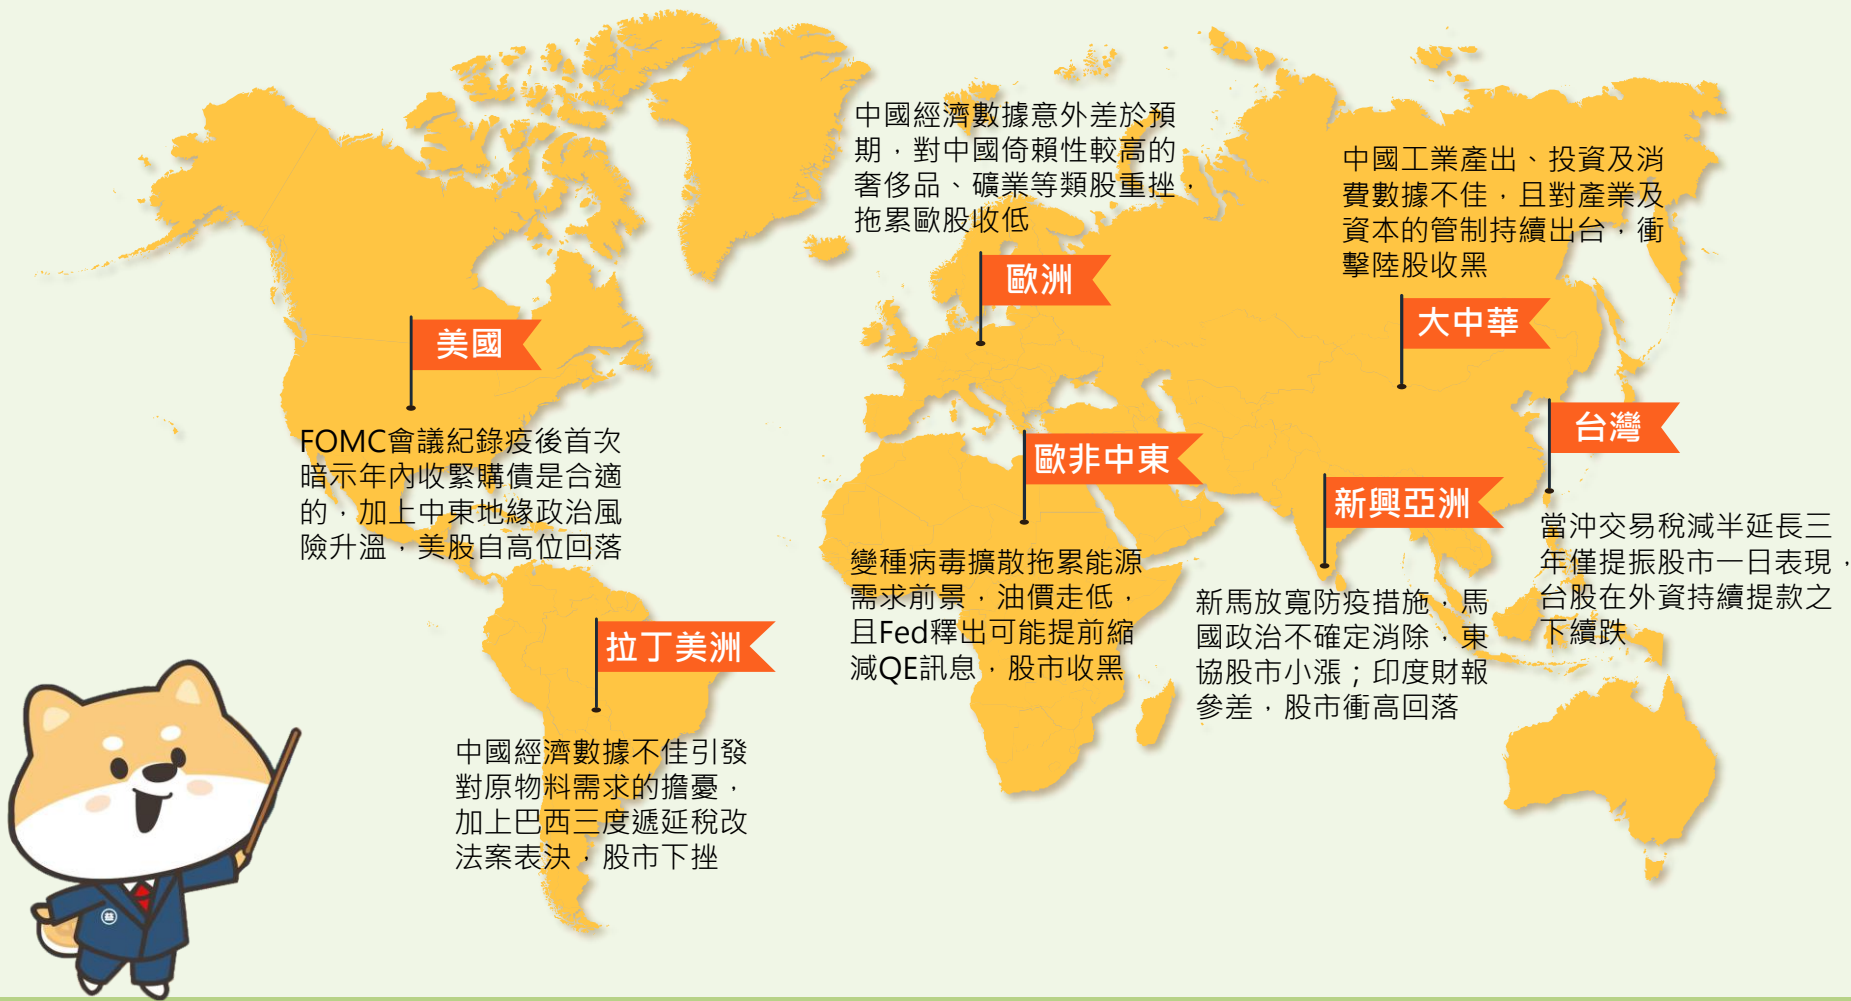 中國經濟數據意外差於預
期，對中國倚賴性較高的
奢侈品、礦業等類股重挫，
拖累歐股收低
歐洲
中國工業產出、投資及消
費數據不佳，且對產業及
資本的管制持續出台，衝
擊陸股收黑
大中華
美國
FOMC會議紀錄疫後首次
暗示年內收緊購債是合適
的，加上中東地緣政治風
險升溫，美股自高位回落
歐非中東
變種病毒擴散拖累能源
需求前景，油價走低，
且Fed釋出可能提前縮
減QE訊息，股市收黑
新興亞洲
新馬放寬防疫措施，馬
國政治不確定消除，東
協股市小漲；印度財報
參差，股市衝高回落
台灣
當沖交易稅減半延長三
年僅提振股市一日表現，
台股在外資持續提款之
下續跌
拉丁美洲
中國經濟數據不佳引發
對原物料需求的擔憂，
加上巴西三度遞延稅改
法案表決，股市下挫